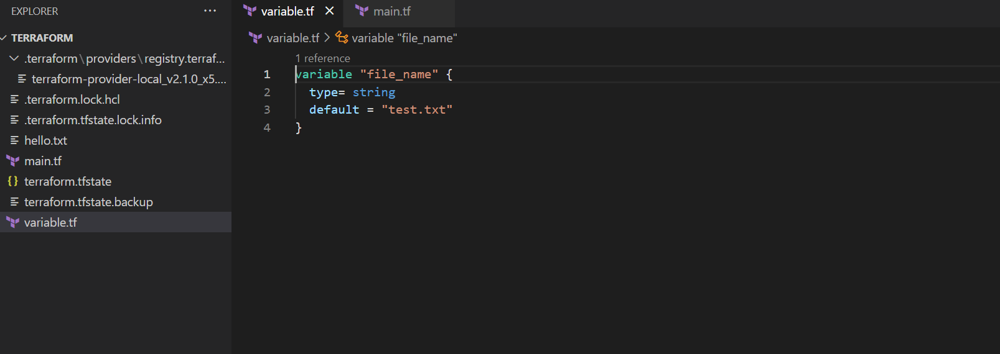 EXPLORER ···
TERRAFORM
.terraform\providers\registry.terraf...
terraform-provider-local_v2.1.0_x5....
.terraform.lock.hcl
.terraform.tfstate.lock.info
hello.txt
main.tf
{} terraform.tfstate
terraform.tfstate.backup
variable.tf
variable.tf × main.tf
variable.tf > variable "file_name"
1 reference
1 variable "file_name" {
2   type= string
3   default = "test.txt"
4 }